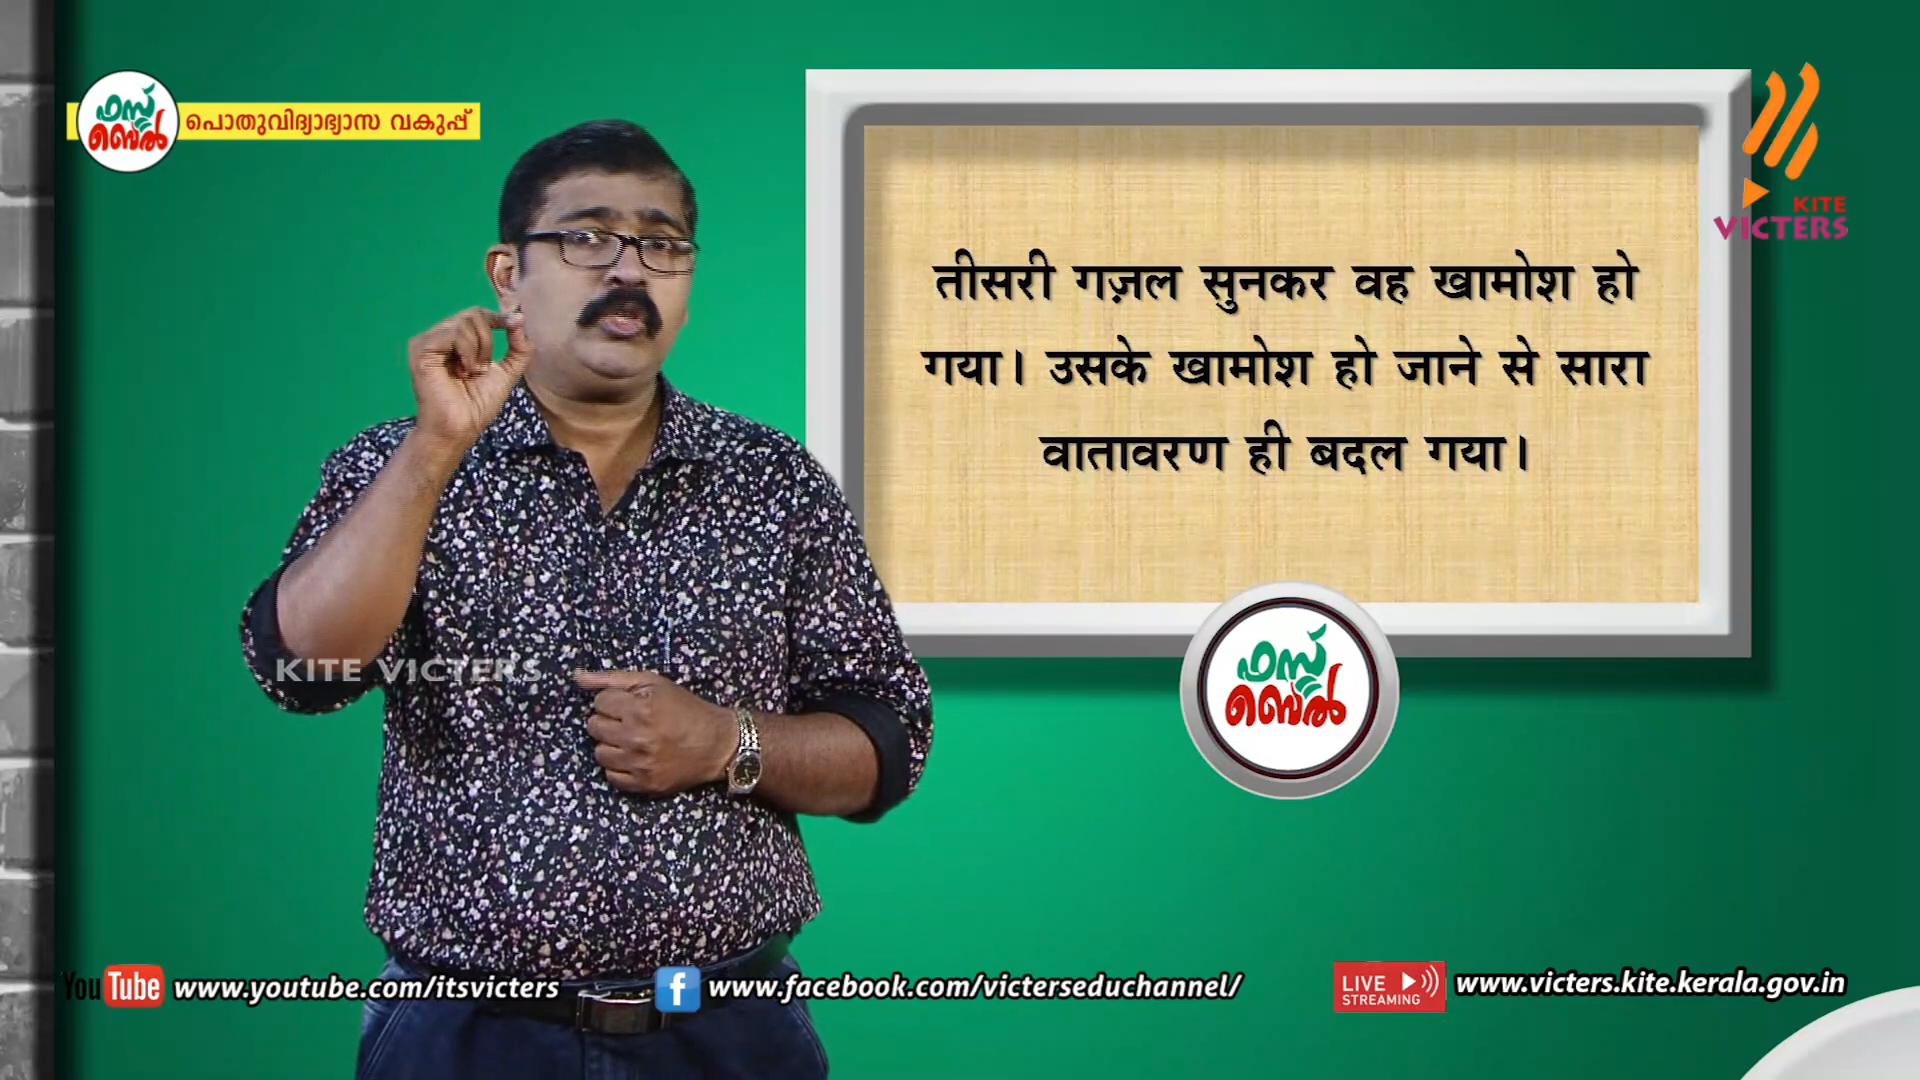 ഫസ്റ്റ്
ബെൽ
പൊതുവിദ്യാഭ്യാസ വകുപ്പ്
KITE
VICTERS
तीसरी गज़ल सुनकर वह खामोश हो
गया। उसके खामोश हो जाने से सारा
वातावरण ही बदल गया।
KITE VICTERS
ഫസ്റ്റ്
ബെൽ
YouTube www.youtube.com/itsvicters
f www.facebook.com/victerseduchannel/
LIVE STREAMING www.victers.kite.kerala.gov.in